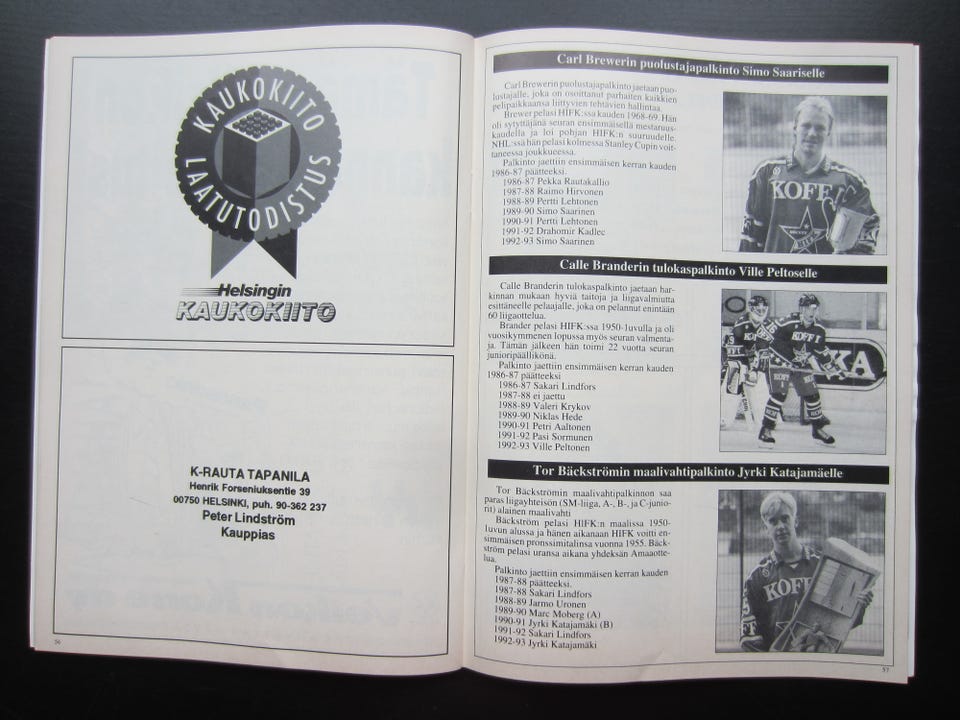 KAUKOKIITO
LAATUTODISTUS
Helsingin
KAUKOKIITO
K-RAUTA TAPANILA
Henrik Forseniuksentie 39
00750 HELSINKI, puh. 90-362 237
Peter Lindström
Kauppias
56
Carl Brewerin puolustajapalkinto Simo Saariselle
Carl Brewerin puolustajapalkinto jaetaan puo-
lustajalle, joka on osoittanut parhaiten kaikkien
pelipaikkaansa liittyvien tehtävien hallintaa.
Brewer pelasi HIFK:ssa kauden 1968-69. Hän
oli sytyttäjänä seuran ensimmäisellä mestaruus-
kaudella ja loi pohjan HIFK:n suuruudelle.
NHL:ssä hän pelasi kolmessa Stanley Cupin voit-
taneessa joukkueessa.
Palkinto jaettiin ensimmäisen kerran kauden
1986-87 päätteeksi.
1986-87 Pekka Rautakallio
1987-88 Raimo Hirvonen
1988-89 Pertti Lehtonen
1989-90 Simo Saarinen
1990-91 Pertti Lehtonen
1991-92 Drahomir Kadlec
1992-93 Simo Saarinen
KOFF
Calle Branderin tulokaspalkinto Ville Peltoselle
Calle Branderin tulokaspalkinto jaetaan har-
kinnan mukaan hyviä taitoja ja liigavalmiutta
esittäneelle pelaajalle, joka on pelannut enintään
60 liigaottelua.
Brander pelasi HIFK:ssa 1950-luvulla ja oli
vuosikymmenen lopussa myös seuran valmenta-
ja. Tämän jälkeen hän toimi 22 vuotta seuran
junioripäällikönä.
Palkinto jaettiin ensimmäisen kerran kauden
1986-87 päätteeksi
1986-87 Sakari Lindfors
1987-88 ei jaettu
1988-89 Valeri Krykov
1989-90 Niklas Hede
1990-91 Petri Aaltonen
1991-92 Pasi Sormunen
1992-93 Ville Peltonen
KOFF
KA
Tor Bäckströmin maalivahtipalkinto Jyrki Katajamäelle
Tor Bäckströmin maalivahtipalkinnon saa
paras liigayhteisön (SM-liiga, A-, B-, ja C-junio-
rit) alainen maalivahti
Bäckström pelasi HIFK:n maalissa 1950-
luvun alussa ja hänen aikanaan HIFK voitti en-
simmäisen pronssimitalinsa vuonna 1955. Bäck-
ström pelasi uransa aikana yhdeksän Amaaotte-
lua.
Palkinto jaettiin ensimmäisen kerran kauden
1987-88 päätteeksi.
1987-88 Sakari Lindfors
1988-89 Jarmo Uronen
1989-90 Marc Moberg (A)
1990-91 Jyrki Katajamäki (B)
1991-92 Sakari Lindfors
1992-93 Jyrki Katajamäki
KOFF
57